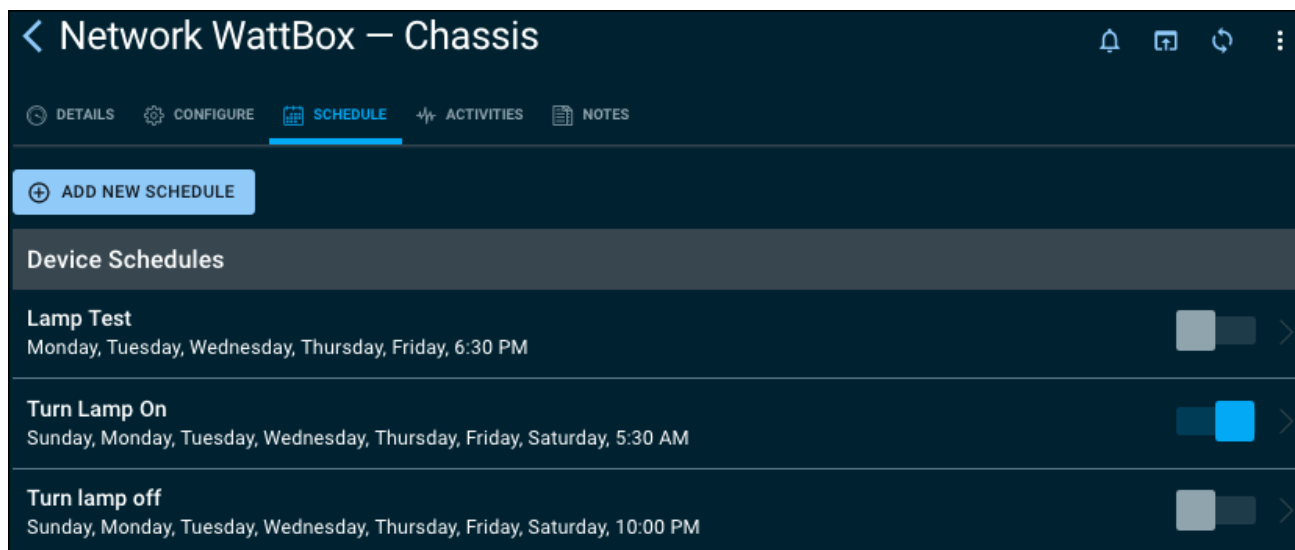 Network WattBox — Chassis
DETAILS CONFIGURE SCHEDULE ACTIVITIES NOTES
ADD NEW SCHEDULE
Device Schedules
Lamp Test
Monday, Tuesday, Wednesday, Thursday, Friday, 6:30 PM
Turn Lamp On
Sunday, Monday, Tuesday, Wednesday, Thursday, Friday, Saturday, 5:30 AM
Turn lamp off
Sunday, Monday, Tuesday, Wednesday, Thursday, Friday, Saturday, 10:00 PM